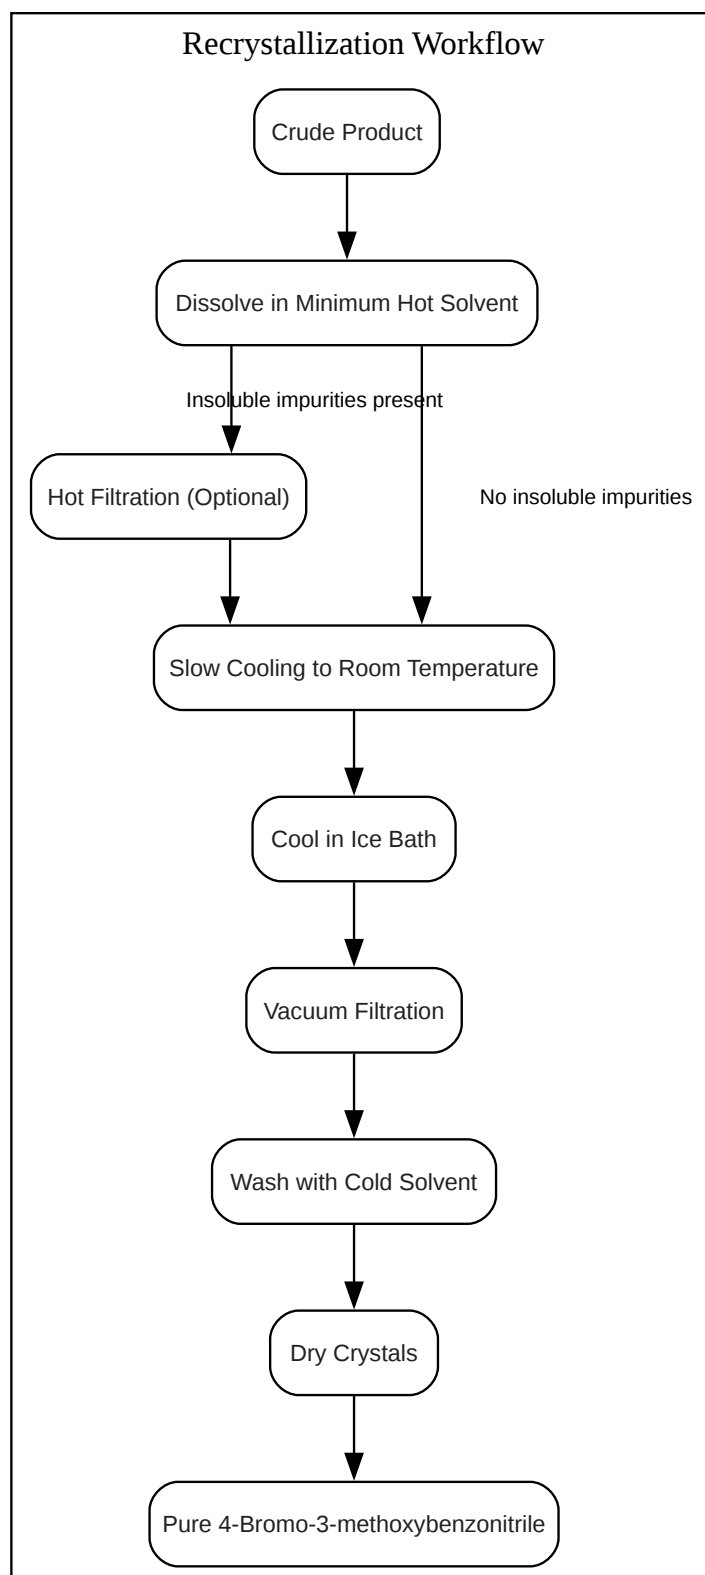 Recrystallization Workflow
Crude Product
Dissolve in Minimum Hot Solvent
Insoluble impurities present
Hot Filtration (Optional)
No insoluble impurities
Slow Cooling to Room Temperature
Cool in Ice Bath
Vacuum Filtration
Wash with Cold Solvent
Dry Crystals
Pure 4-Bromo-3-methoxybenzonitrile